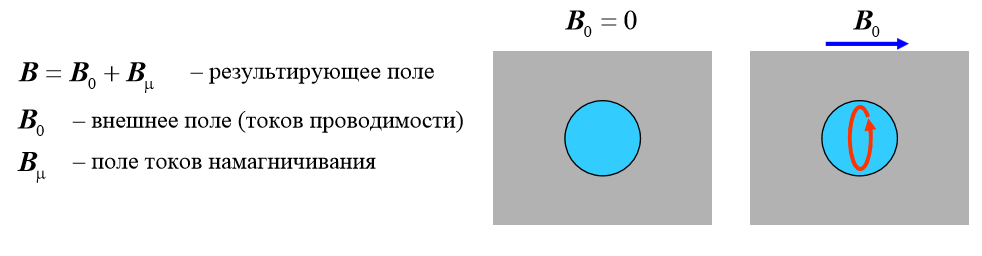 B = B₀ + Bμ – результирующее поле
B₀ – внешнее поле (токов проводимости)
Bμ – поле токов намагничивания
B₀ = 0
B₀